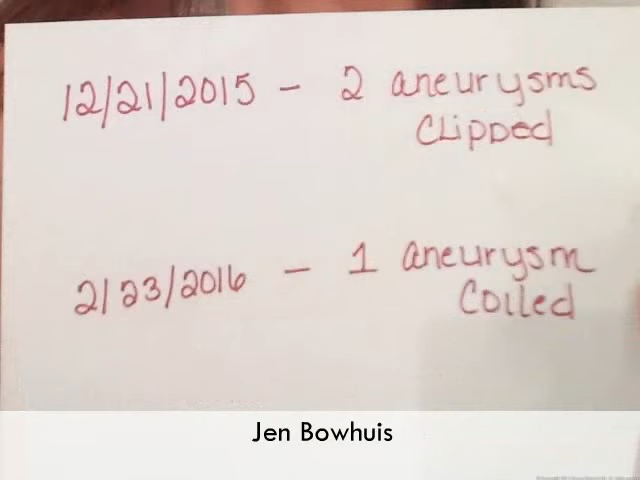 12/21/2015 - 2 aneurysms
Clipped
2/23/2016 - 1 aneurysm
Coiled
Jen Bowhuis